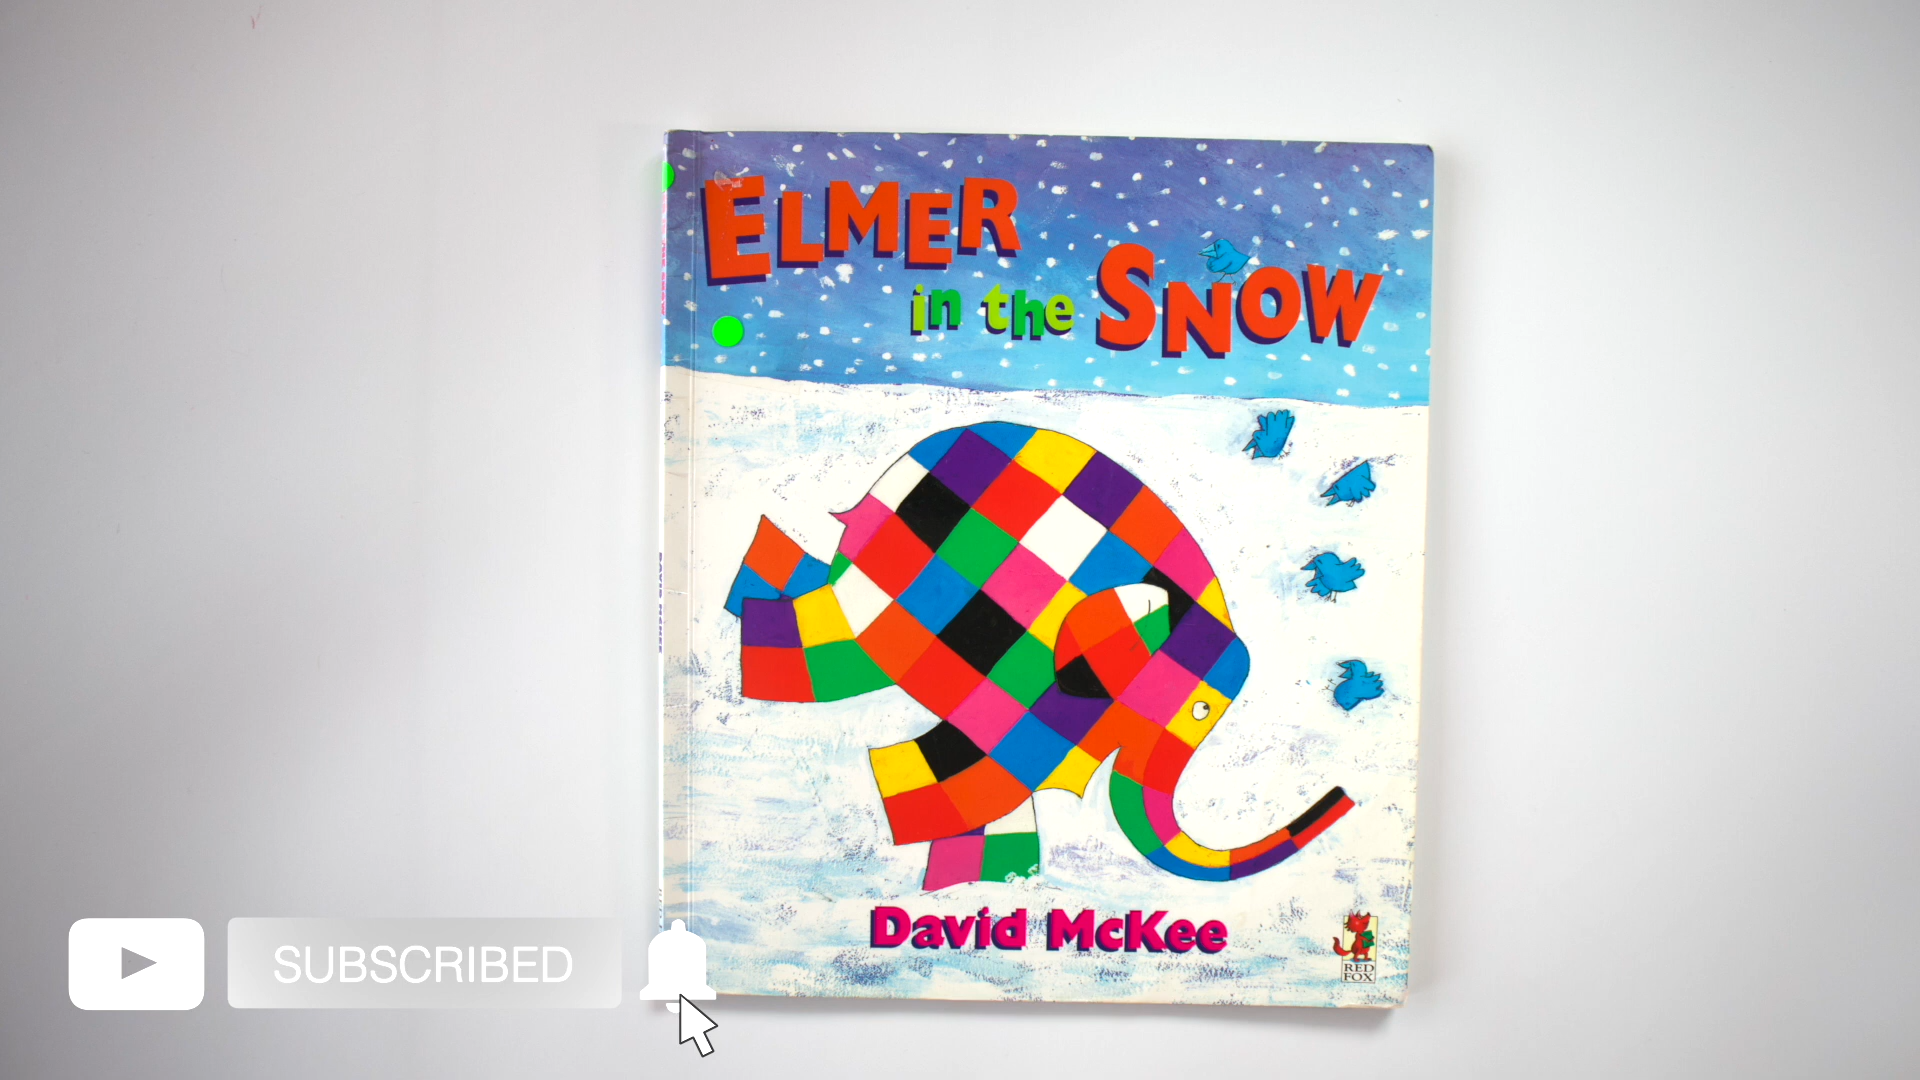 ELMER
in the SNOW
David McKee
RED
FOX
SUBSCRIBED